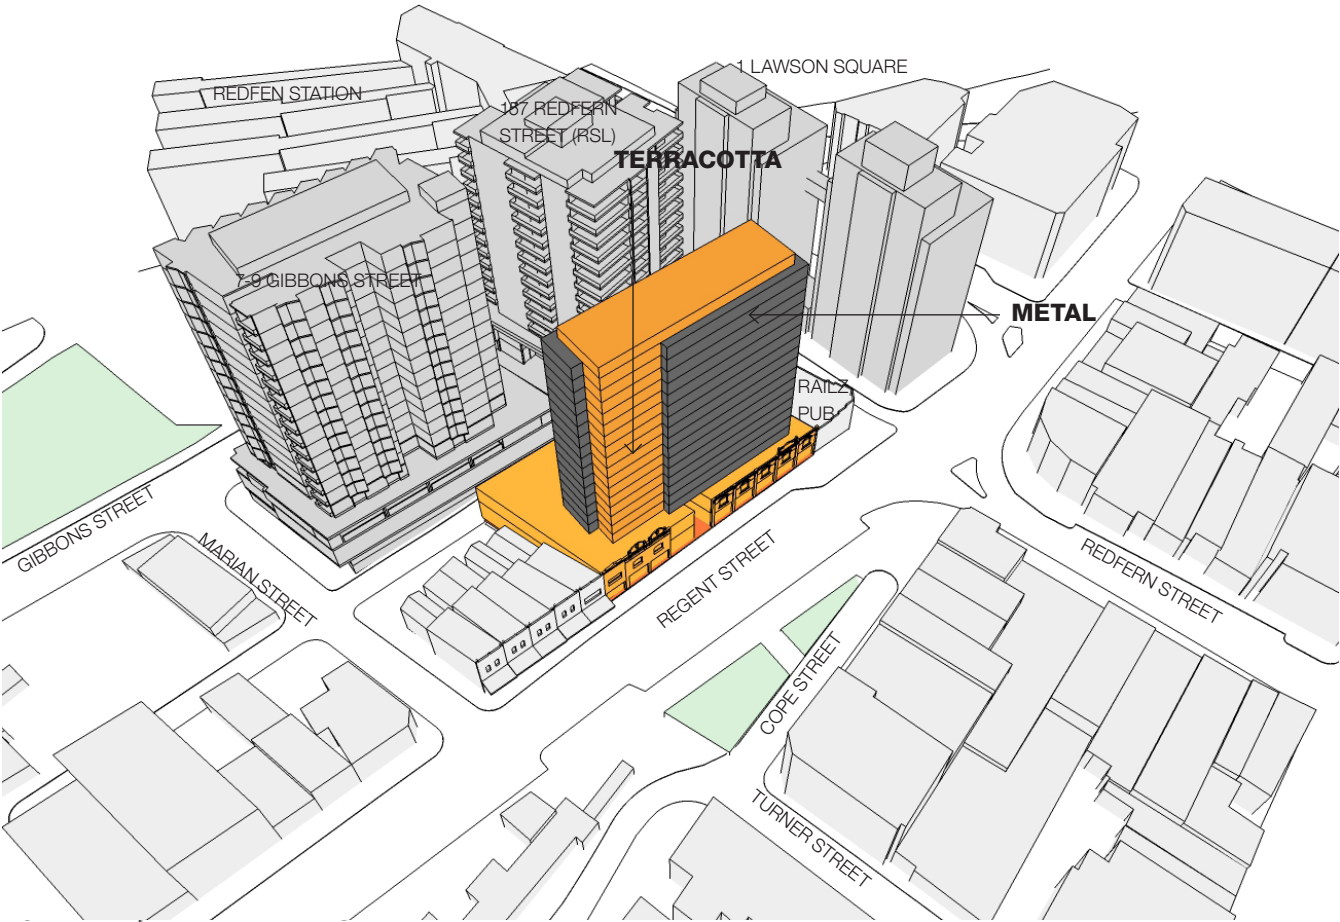 1 LAWSON SQUARE
REDFEN STATION
187 REDFERN
STREET (RSL)
TERRACOTTA
7-9 GIBBONS STREET
METAL
RAILZ
PUB
GIBBONS STREET
MARIAN STREET
REGENT STREET
REDFERN STREET
COPE STREET
TURNER STREET